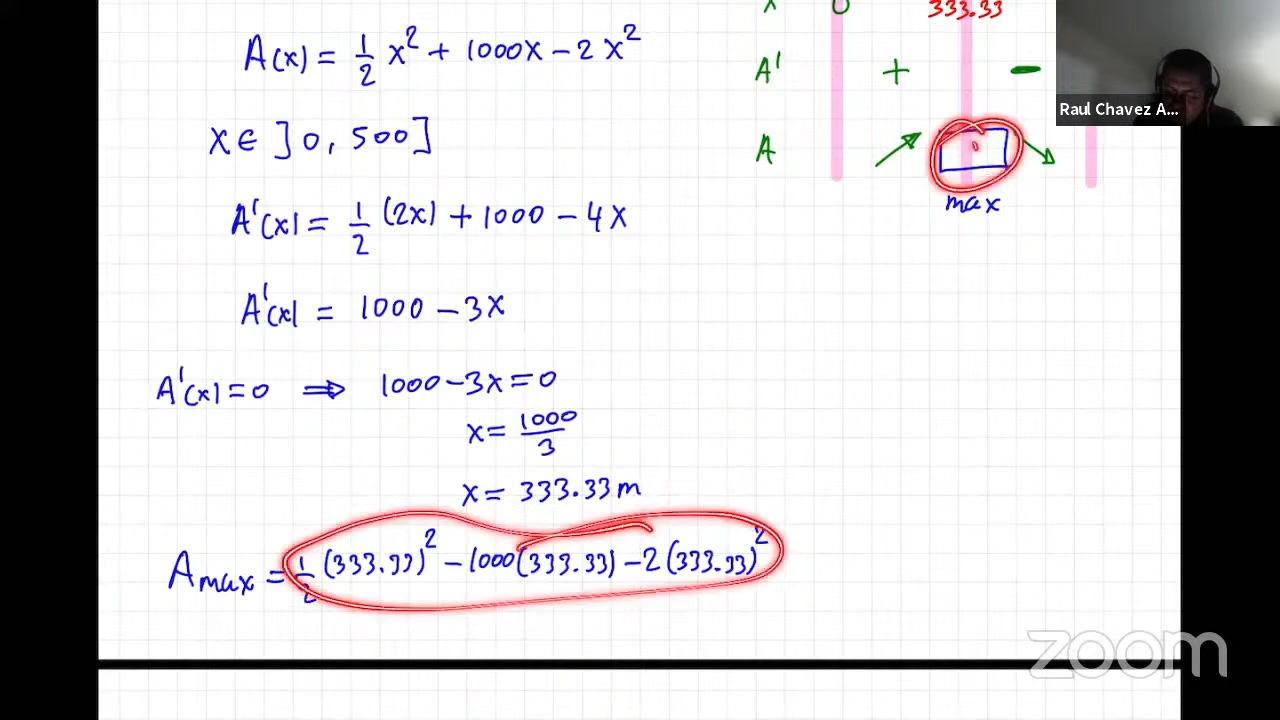 x 0 333.33
A(x) = 1/2 x² + 1000x - 2x²
A' + -
Raul Chavez A...
x ∈ ]0, 500]
A
max
A'(x) = 1/2 (2x) + 1000 - 4x
A'(x) = 1000 - 3x
A'(x) = 0 ⇒ 1000 - 3x = 0
x = 1000/3
x = 333.33 m
Amax = 1/2 (333.33)² - 1000(333.33) - 2(333.33)²
zoom